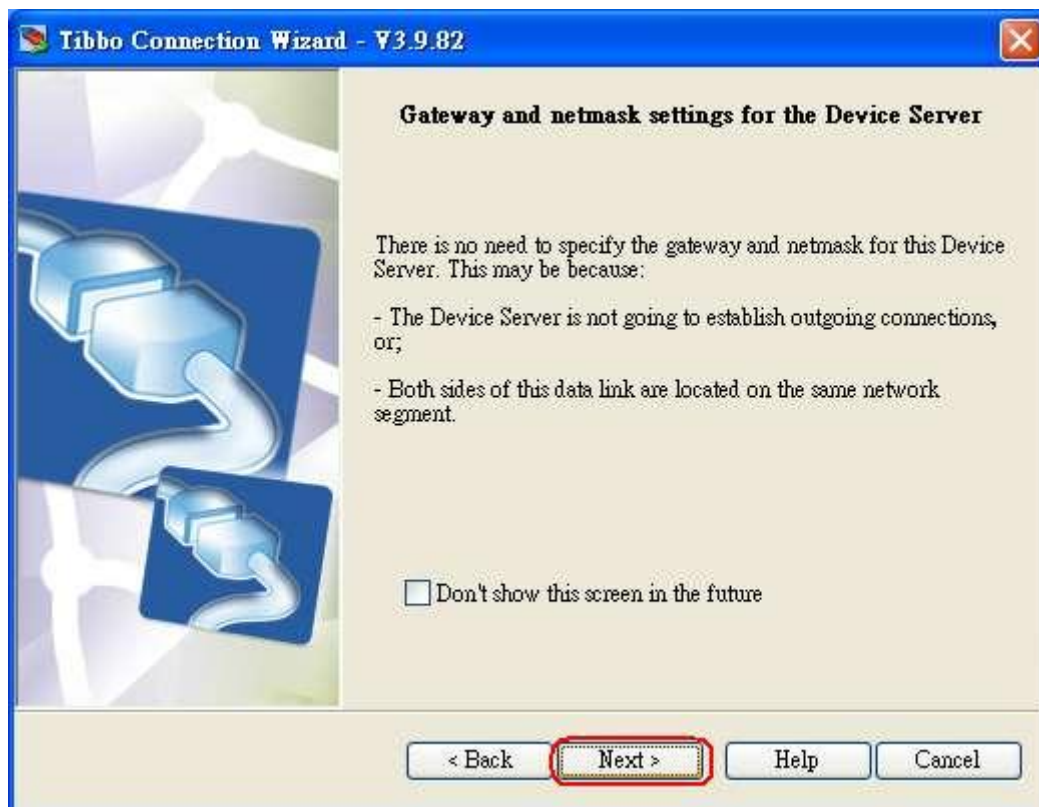 Tibbo Connection Wizard - V3.9.82
Gateway and netmask settings for the Device Server
There is no need to specify the gateway and netmask for this Device
Server. This may be because:
- The Device Server is not going to establish outgoing connections,
or;
- Both sides of this data link are located on the same network
segment.
Don't show this screen in the future
< Back
Next >
Help
Cancel